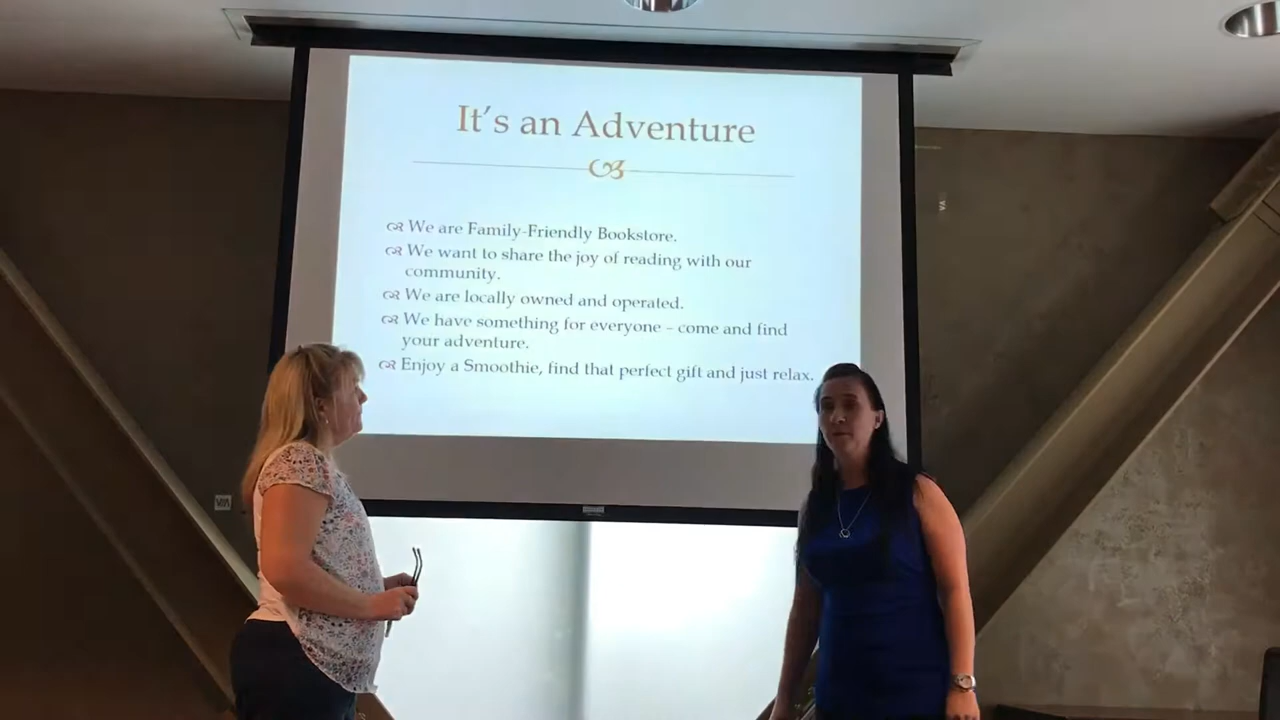 It's an Adventure
We are Family-Friendly Bookstore.
We want to share the joy of reading with our
community.
We are locally owned and operated.
We have something for everyone – come and find
your adventure.
Enjoy a Smoothie, find that perfect gift and just relax.